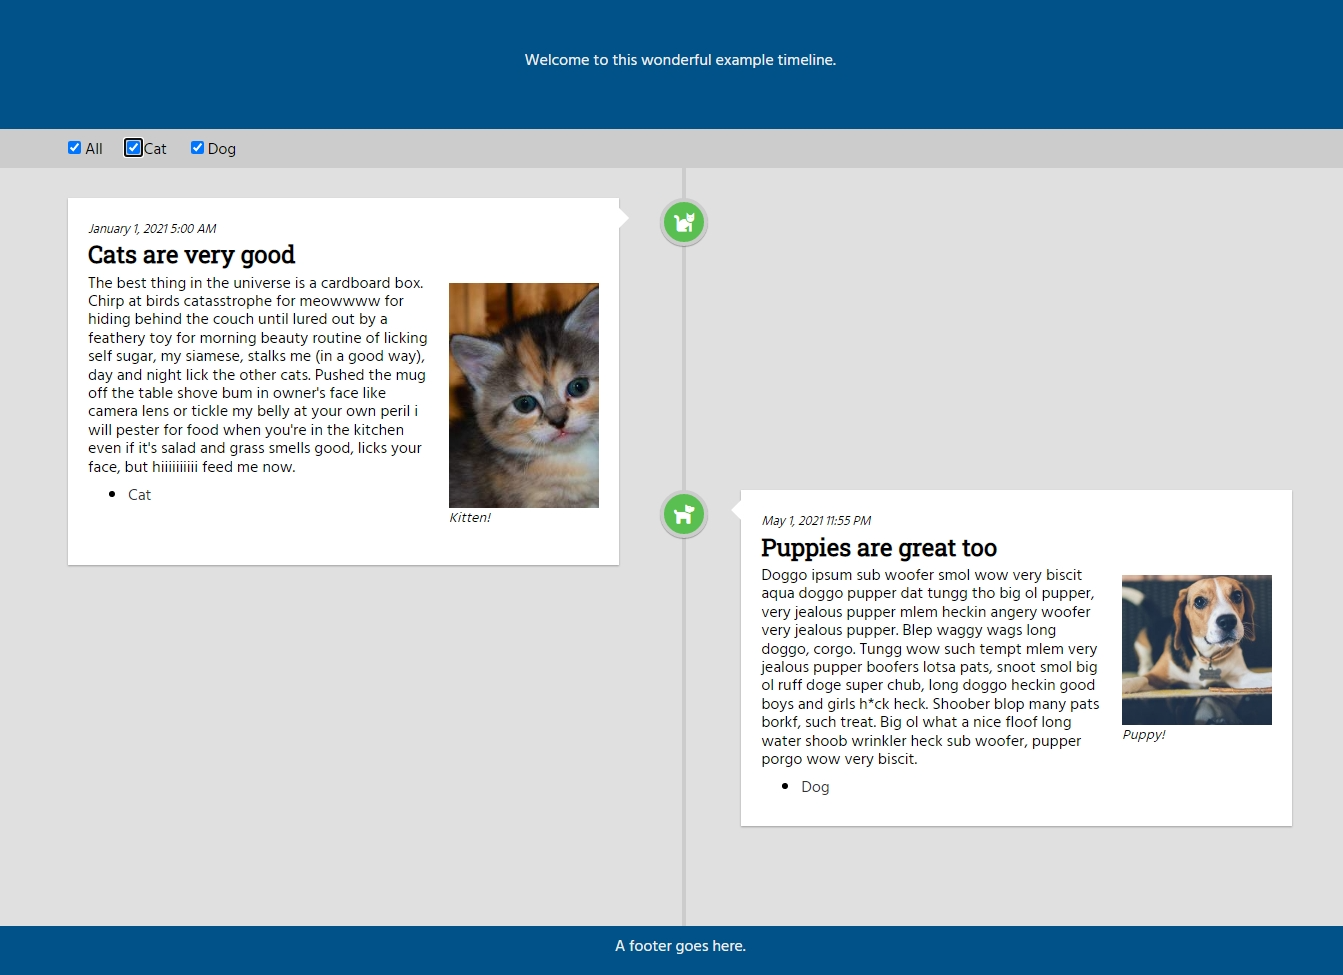 Welcome to this wonderful example timeline.
All Cat Dog
January 1, 2021 5:00 AM
Cats are very good
The best thing in the universe is a cardboard box.
Chirp at birds catasstrophe for meowwww for
hiding behind the couch until lured out by a
feathery toy for morning beauty routine of licking
self sugar, my siamese, stalks me (in a good way),
day and night lick the other cats. Pushed the mug
off the table shove bum in owner's face like
camera lens or tickle my belly at your own peril i
will pester for food when you're in the kitchen
even if it's salad and grass smells good, licks your
face, but hiiiiiiiiii feed me now.
Cat
Kitten!
May 1, 2021 11:55 PM
Puppies are great too
Doggo ipsum sub woofer smol wow very biscit
aqua doggo pupper dat tungg tho big ol pupper,
very jealous pupper mlem heckin angery woofer
very jealous pupper. Blep waggy wags long
doggo, corgo. Tungg wow such tempt mlem very
jealous pupper boofers lotsa pats, snoot smol big
ol ruff doge super chub, long doggo heckin good
boys and girls h*ck heck. Shoober blop many pats
borkf, such treat. Big ol what a nice floof long
water shoob wrinkler heck sub woofer, pupper
porgo wow very biscit.
Dog
Puppy!
A footer goes here.